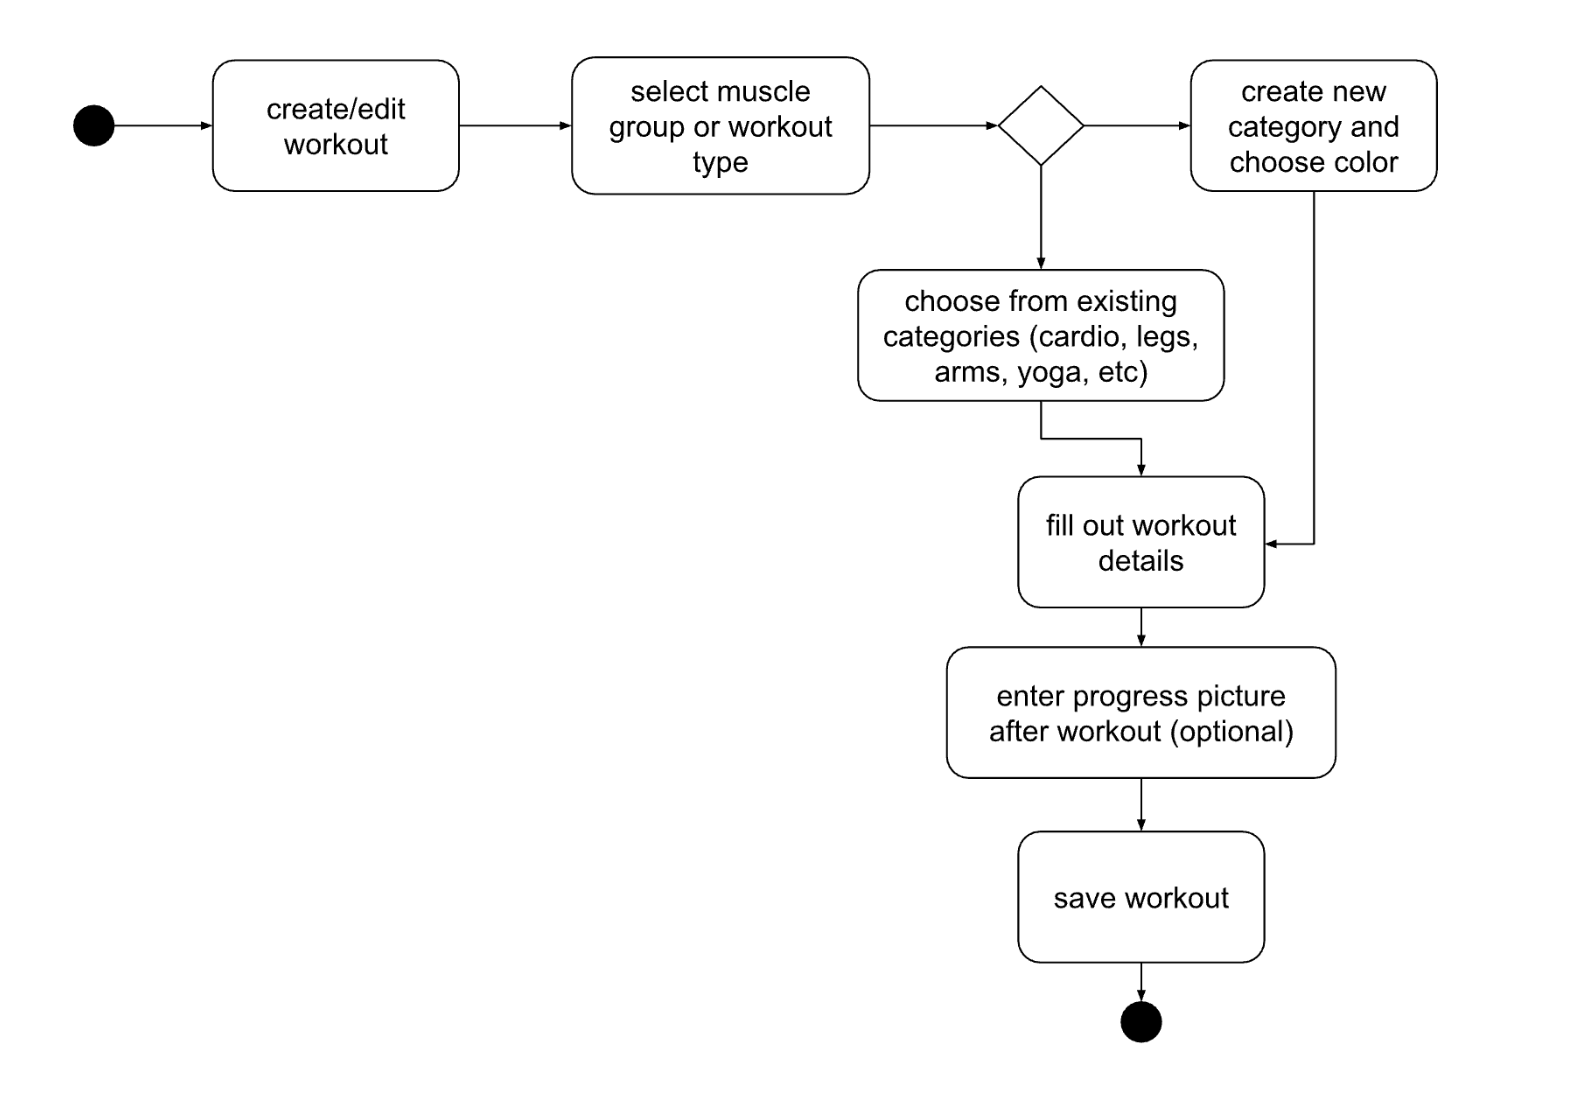 create/edit
workout
select muscle
group or workout
type
create new
category and
choose color
choose from existing
categories (cardio, legs,
arms, yoga, etc)
fill out workout
details
enter progress picture
after workout (optional)
save workout